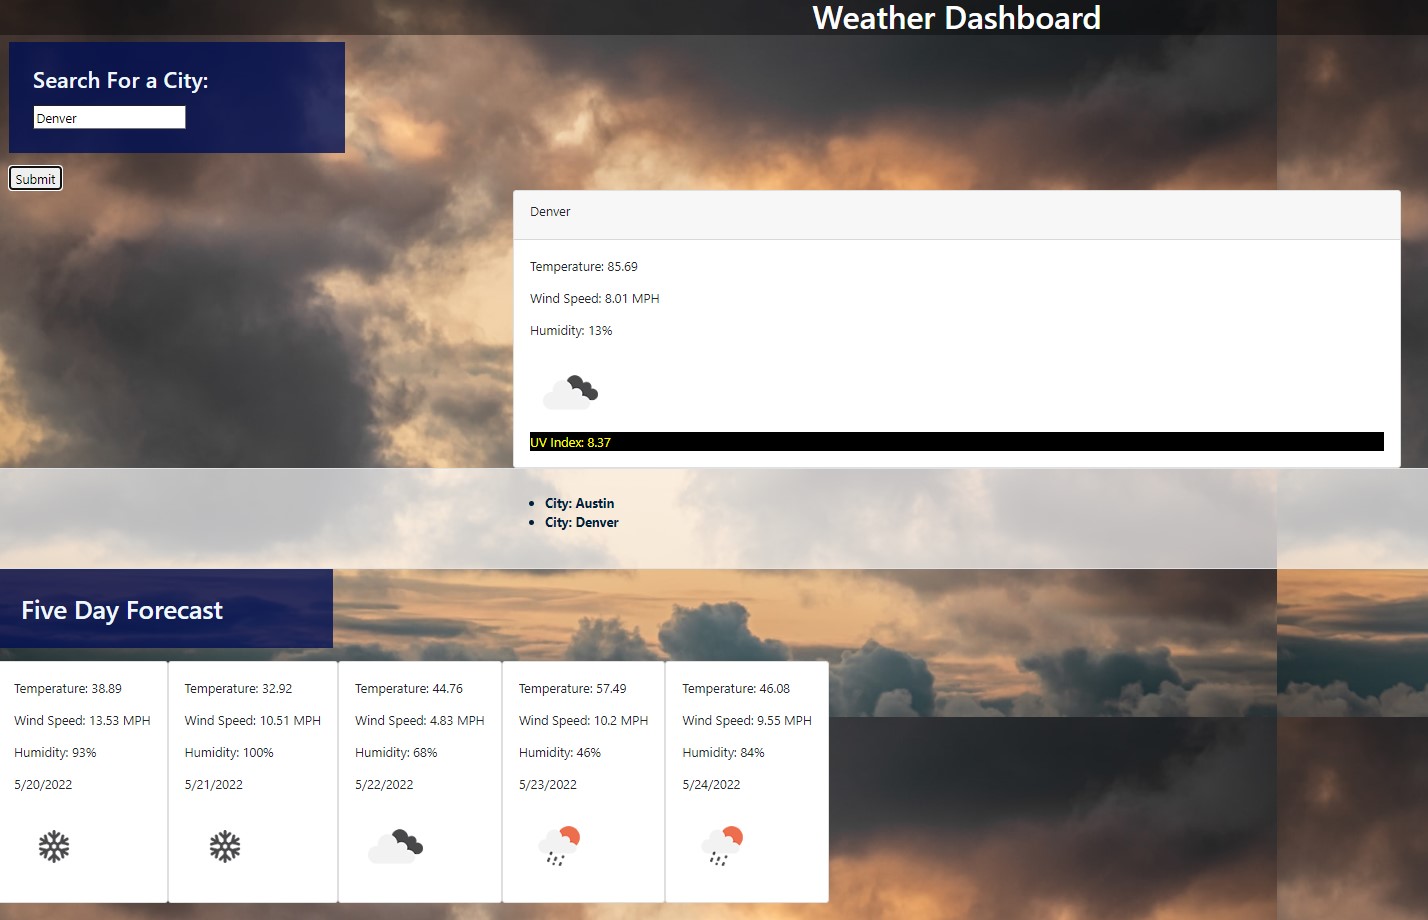 Weather Dashboard
Search For a City:
Denver
Submit
Denver
Temperature: 85.69
Wind Speed: 8.01 MPH
Humidity: 13%
UV Index: 8.37
City: Austin
City: Denver
Five Day Forecast
Temperature: 38.89
Wind Speed: 13.53 MPH
Humidity: 93%
5/20/2022
Temperature: 32.92
Wind Speed: 10.51 MPH
Humidity: 100%
5/21/2022
Temperature: 44.76
Wind Speed: 4.83 MPH
Humidity: 68%
5/22/2022
Temperature: 57.49
Wind Speed: 10.2 MPH
Humidity: 46%
5/23/2022
Temperature: 46.08
Wind Speed: 9.55 MPH
Humidity: 84%
5/24/2022